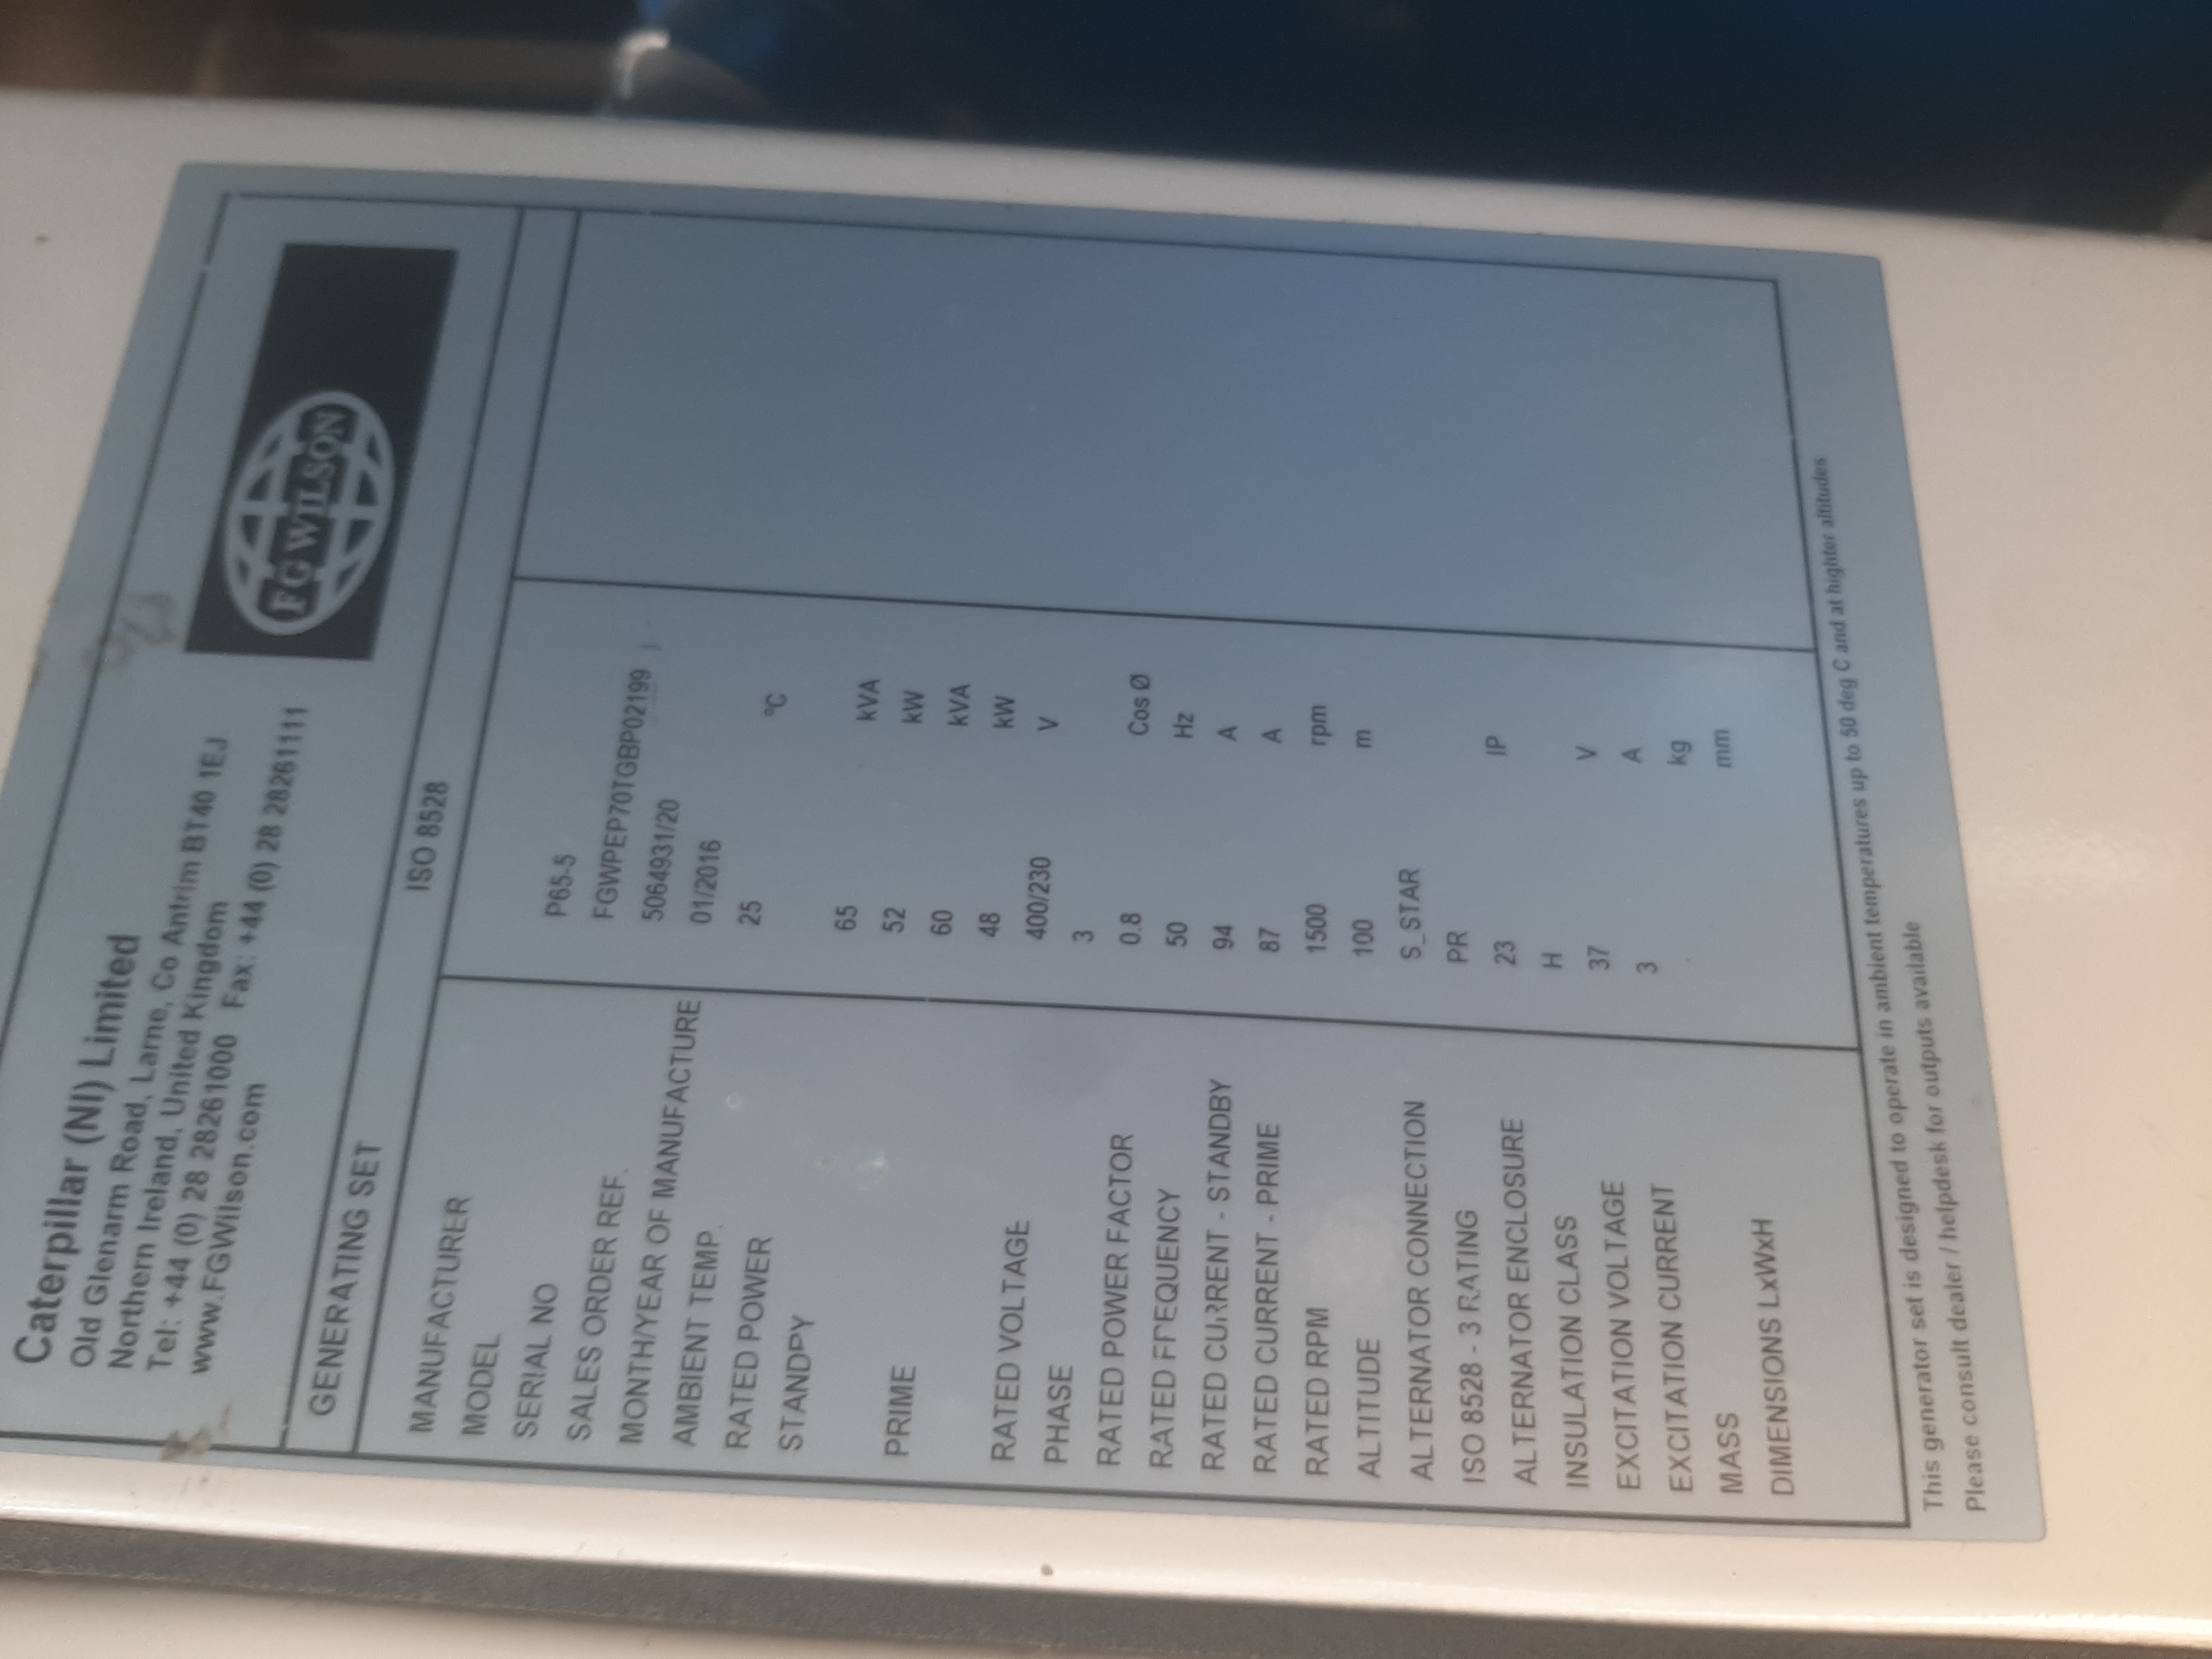 Caterpillar (NI) Limited
Old Glenarm Road, Larne, Co Antrim BT40 1EJ
Northern Ireland, United Kingdom
Tel: +44 (0) 28 28261000 Fax: +44 (0) 28 28261111
www.FGWilson.com
FG WILSON
GENERATING SET ISO 8528
MANUFACTURER
MODEL P65-5
SERIAL NO FGWPEP70TGBP02199
SALES ORDER REF. 5064931/20
MONTH/YEAR OF MANUFACTURE 01/2016
AMBIENT TEMP. 25 °C
RATED POWER
STANDBY 65 kVA
52 kW
PRIME 60 kVA
48 kW
RATED VOLTAGE 400/230 V
PHASE 3
RATED POWER FACTOR 0.8 Cos Ø
RATED FREQUENCY 50 Hz
RATED CURRENT - STANDBY 94 A
RATED CURRENT - PRIME 87 A
RATED RPM 1500 rpm
ALTITUDE 100 m
ALTERNATOR CONNECTION S_STAR
ISO 8528 - 3 RATING PR
ALTERNATOR ENCLOSURE 23 IP
INSULATION CLASS H
EXCITATION VOLTAGE 37 V
EXCITATION CURRENT 3 A
MASS kg
DIMENSIONS LxWxH mm
This generator set is designed to operate in ambient temperatures up to 50 deg C and at highter altitudes
Please consult dealer / helpdesk for outputs available